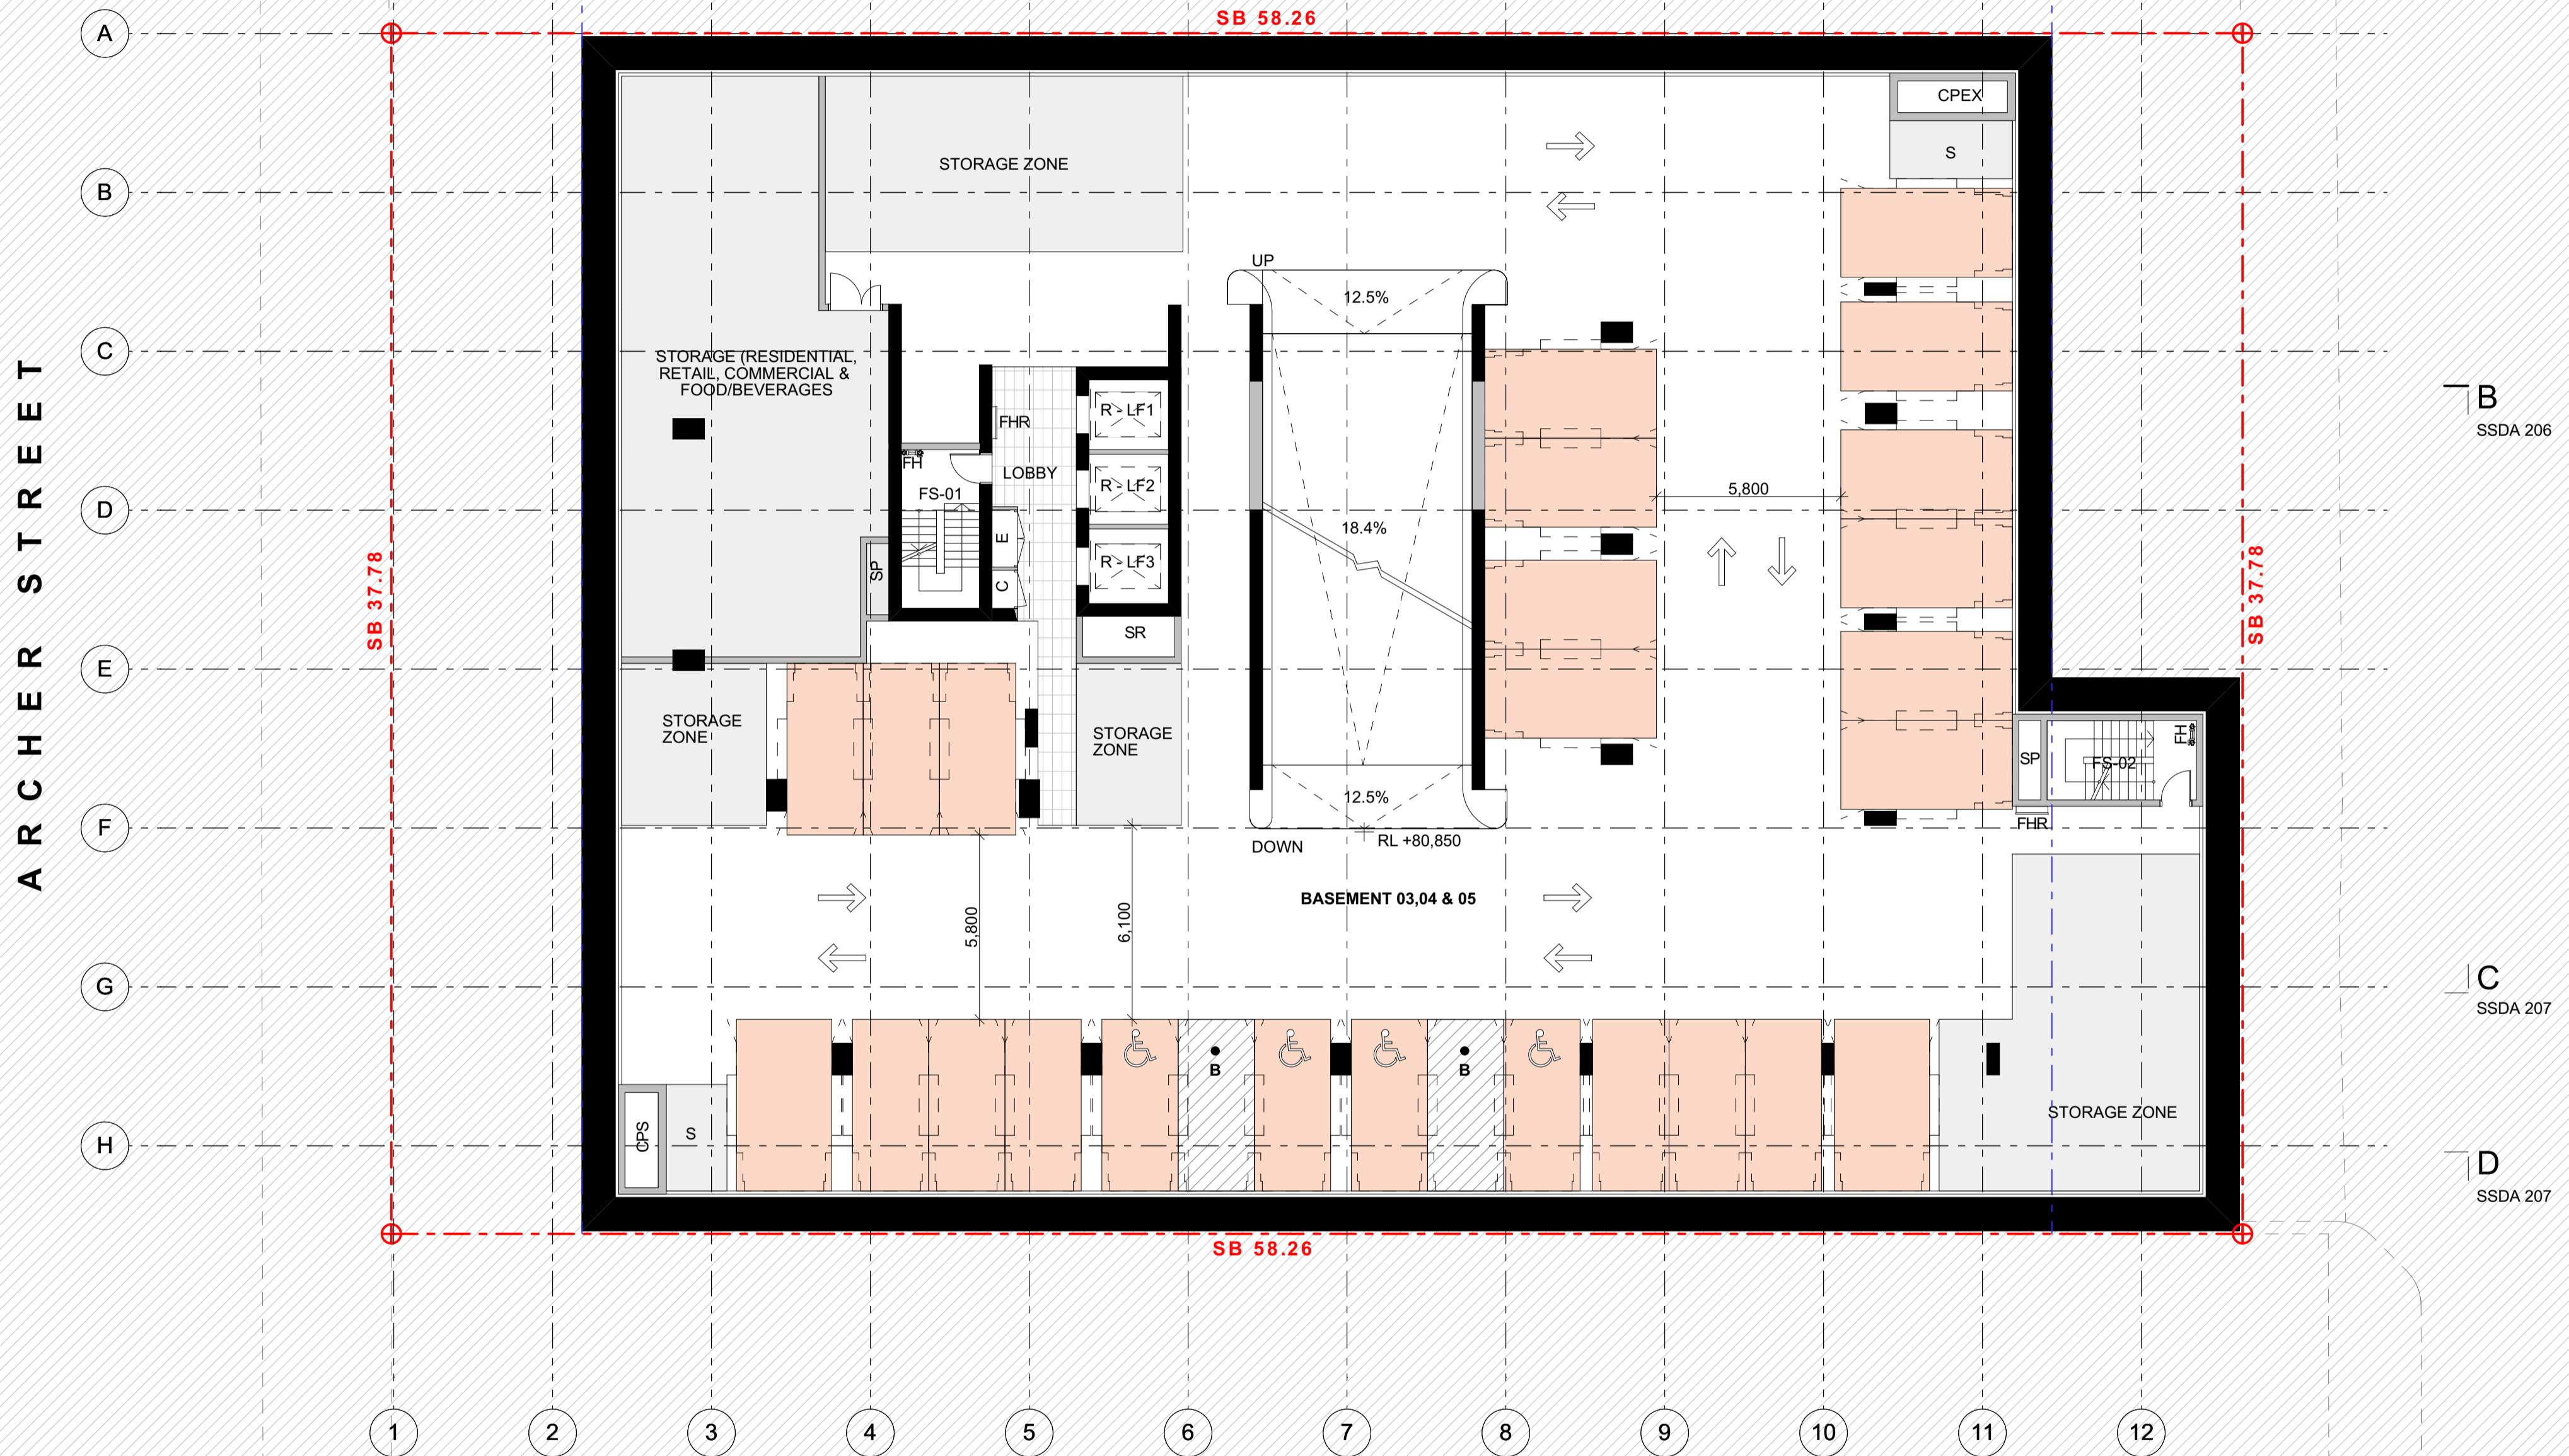 SB 58.26
A
CPEX
S
STORAGE ZONE
B
UP
12.5%
C
STORAGE (RESIDENTIAL,
RETAIL, COMMERCIAL &
FOOD/BEVERAGES
ARCHER STREET
B
SSDA 206
R - LF1
FHR
FH
LOBBY
R - LF2
FS-01
5,800
D
18.4%
E
R - LF3
SP
C
SB 37.78
SB 37.78
SR
E
STORAGE
ZONE
STORAGE
ZONE
FH
SP
FS-02
12.5%
F
FHR
DOWN
RL +80,850
BASEMENT 03,04 & 05
5,800
6,100
G
C
SSDA 207
B
B
STORAGE ZONE
CPS
S
H
D
SSDA 207
SB 58.26
1
2
3
4
5
6
7
8
9
10
11
12